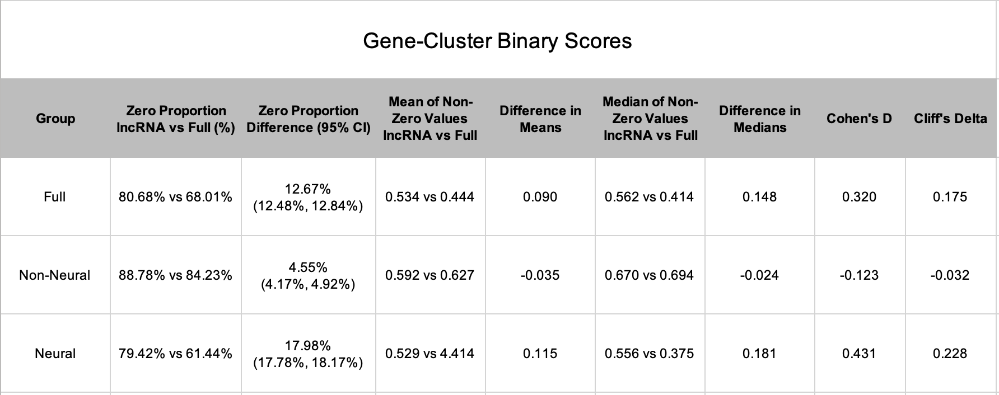 Gene-Cluster Binary Scores
Group
Zero Proportion
lncRNA vs Full (%)
Zero Proportion
Difference (95% CI)
Mean of Non-
Zero Values
lncRNA vs Full
Difference in
Means
Median of Non-
Zero Values
lncRNA vs Full
Difference in
Medians
Cohen's D
Cliff's Delta
Full
80.68% vs 68.01%
12.67%
(12.48%, 12.84%)
0.534 vs 0.444
0.090
0.562 vs 0.414
0.148
0.320
0.175
Non-Neural
88.78% vs 84.23%
4.55%
(4.17%, 4.92%)
0.592 vs 0.627
-0.035
0.670 vs 0.694
-0.024
-0.123
-0.032
Neural
79.42% vs 61.44%
17.98%
(17.78%, 18.17%)
0.529 vs 4.414
0.115
0.556 vs 0.375
0.181
0.431
0.228